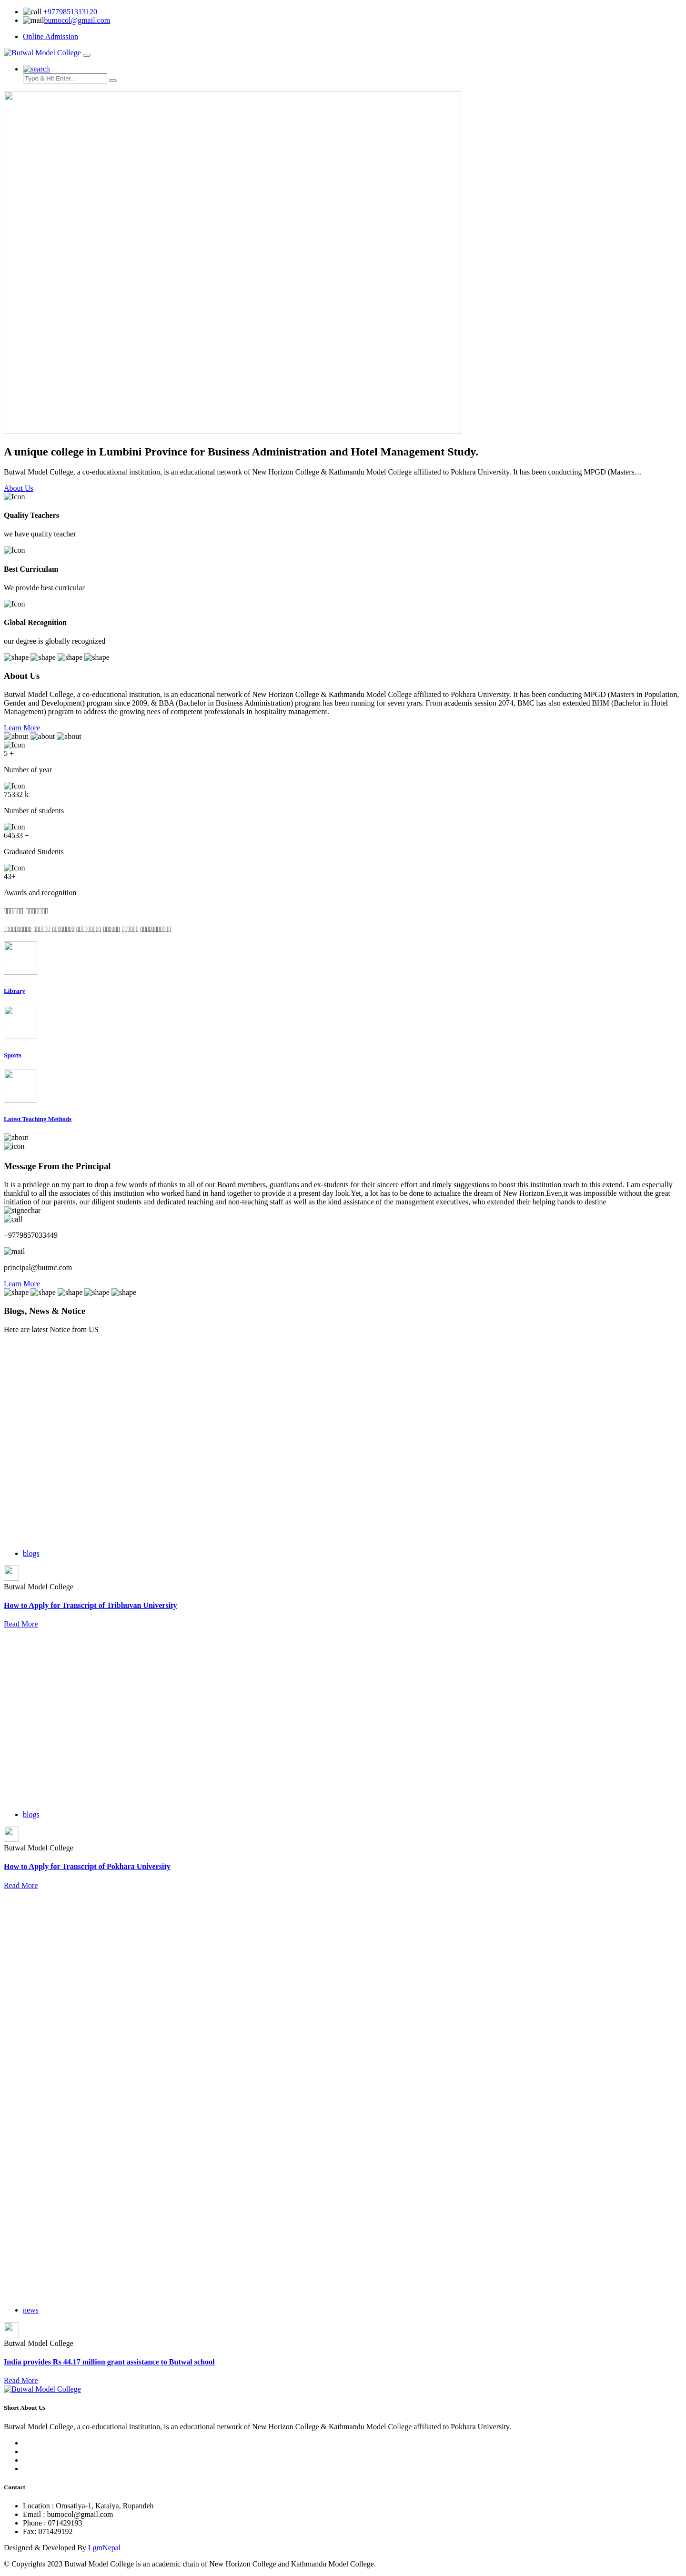 call +9779851313120
mailbumocol@gmail.com
Online Admission
Butwal Model College
search
Type & Hit Enter..
A unique college in Lumbini Province for Business Administration and Hotel Management Study.
Butwal Model College, a co-educational institution, is an educational network of New Horizon College & Kathmandu Model College affiliated to Pokhara University. It has been conducting MPGD (Masters…
About Us
Icon
Quality Teachers
we have quality teacher
Icon
Best Curriculam
We provide best curricular
Icon
Global Recognition
our degree is globally recognized
shape shape shape shape
About Us
Butwal Model College, a co-educational institution, is an educational network of New Horizon College & Kathmandu Model College affiliated to Pokhara University. It has been conducting MPGD (Masters in Population,
Gender and Development) program since 2009, & BBA (Bachelor in Business Administration) program has been running for seven years. From academis session 2074, BMC has also extended BHM (Bachelor in Hotel
Management) program to address the growing nees of competent professionals in hospitality management.
Learn More
about about about
Icon
5 +
Number of year
Icon
75332 k
Number of students
Icon
64533 +
Graduated Students
Icon
43+
Awards and recognition
Library
Sports
Latest Teaching Methods
about
icon
Message From the Principal
It is a privilege on my part to drop a few words of thanks to all of our Board members, guardians and ex-students for their sincere effort and timely suggestions to boost this institution reach to this extend. I am especially
thankful to all the associates of this institution who worked hand in hand together to provide it a present day look.Yet, a lot has to be done to actualize the dream of New Horizon.Even,it was impossible without the great
initiation of our parents, our diligent students and dedicated teaching and non-teaching staff as well as the kind assistance of the management executives, who extended their helping hands to destine
signechar
call
+9779857033449
mail
principal@butmc.com
Learn More
shape shape shape shape shape
Blogs, News & Notice
Here are latest Notice from US
blogs
Butwal Model College
How to Apply for Transcript of Tribhuvan University
Read More
blogs
Butwal Model College
How to Apply for Transcript of Pokhara University
Read More
news
Butwal Model College
India provides Rs 44.17 million grant assistance to Butwal school
Read More
Butwal Model College
Short About Us
Butwal Model College, a co-educational institution, is an educational network of New Horizon College & Kathmandu Model College affiliated to Pokhara University.
Contact
Location : Omsatiya-1, Kataiya, Rupandeh
Email : bumocol@gmail.com
Phone : 071429193
Fax: 071429192
Designed & Developed By LgmNepal
© Copyrights 2023 Butwal Model College is an academic chain of New Horizon College and Kathmandu Model College.